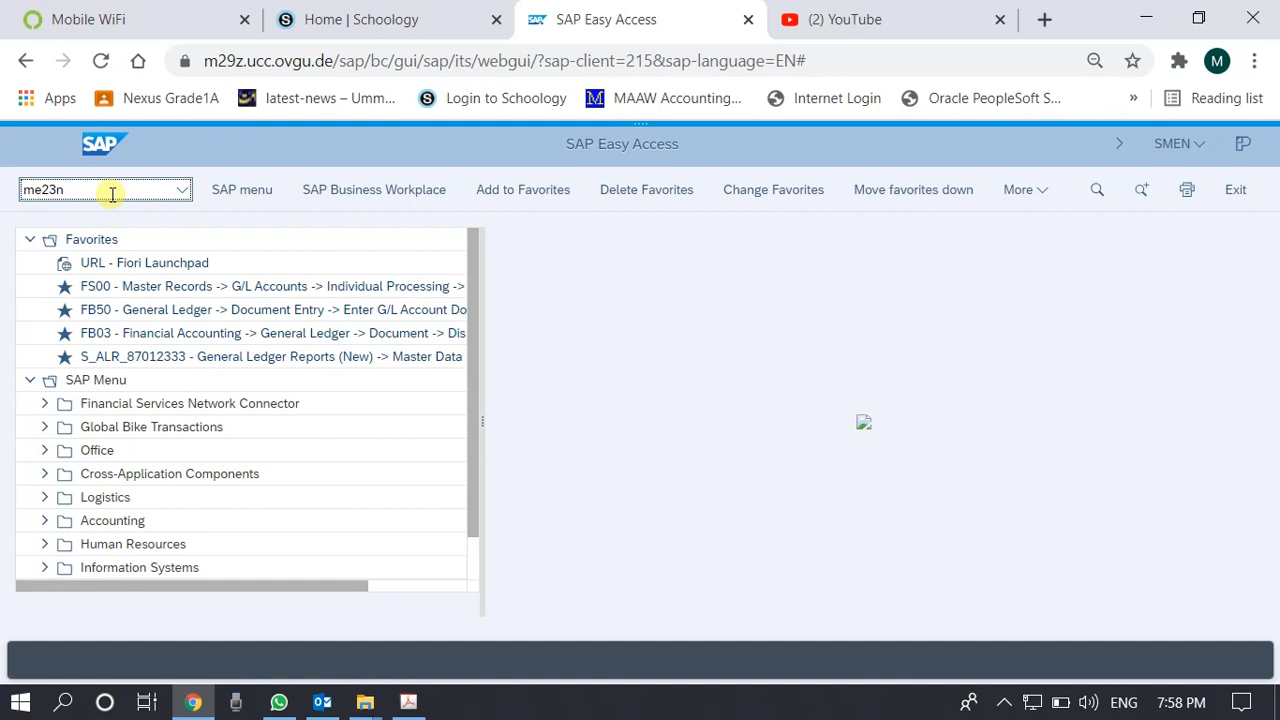 Mobile WiFi
Home | Schoology
SAP Easy Access
(2) YouTube
m29z.ucc.ovgu.de/sap/bc/gui/sap/its/webgui/?sap-client=215&sap-language=EN#
M
Apps
Nexus Grade1A
latest-news – Umm...
Login to Schoology
MAAW Accounting...
Internet Login
Oracle PeopleSoft S...
»
Reading list
SAP
SAP Easy Access
SMEN
me23n
SAP menu
SAP Business Workplace
Add to Favorites
Delete Favorites
Change Favorites
Move favorites down
More
Exit
Favorites
URL - Fiori Launchpad
FS00 - Master Records -> G/L Accounts -> Individual Processing ->
FB50 - General Ledger -> Document Entry -> Enter G/L Account Do
FB03 - Financial Accounting -> General Ledger -> Document -> Dis
S_ALR_87012333 - General Ledger Reports (New) -> Master Data
SAP Menu
Financial Services Network Connector
Global Bike Transactions
Office
Cross-Application Components
Logistics
Accounting
Human Resources
Information Systems
ENG
7:58 PM